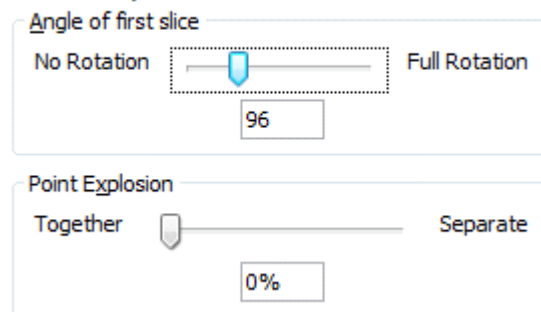 Angle of first slice
No Rotation Full Rotation
96
Point Explosion
Together Separate
0%